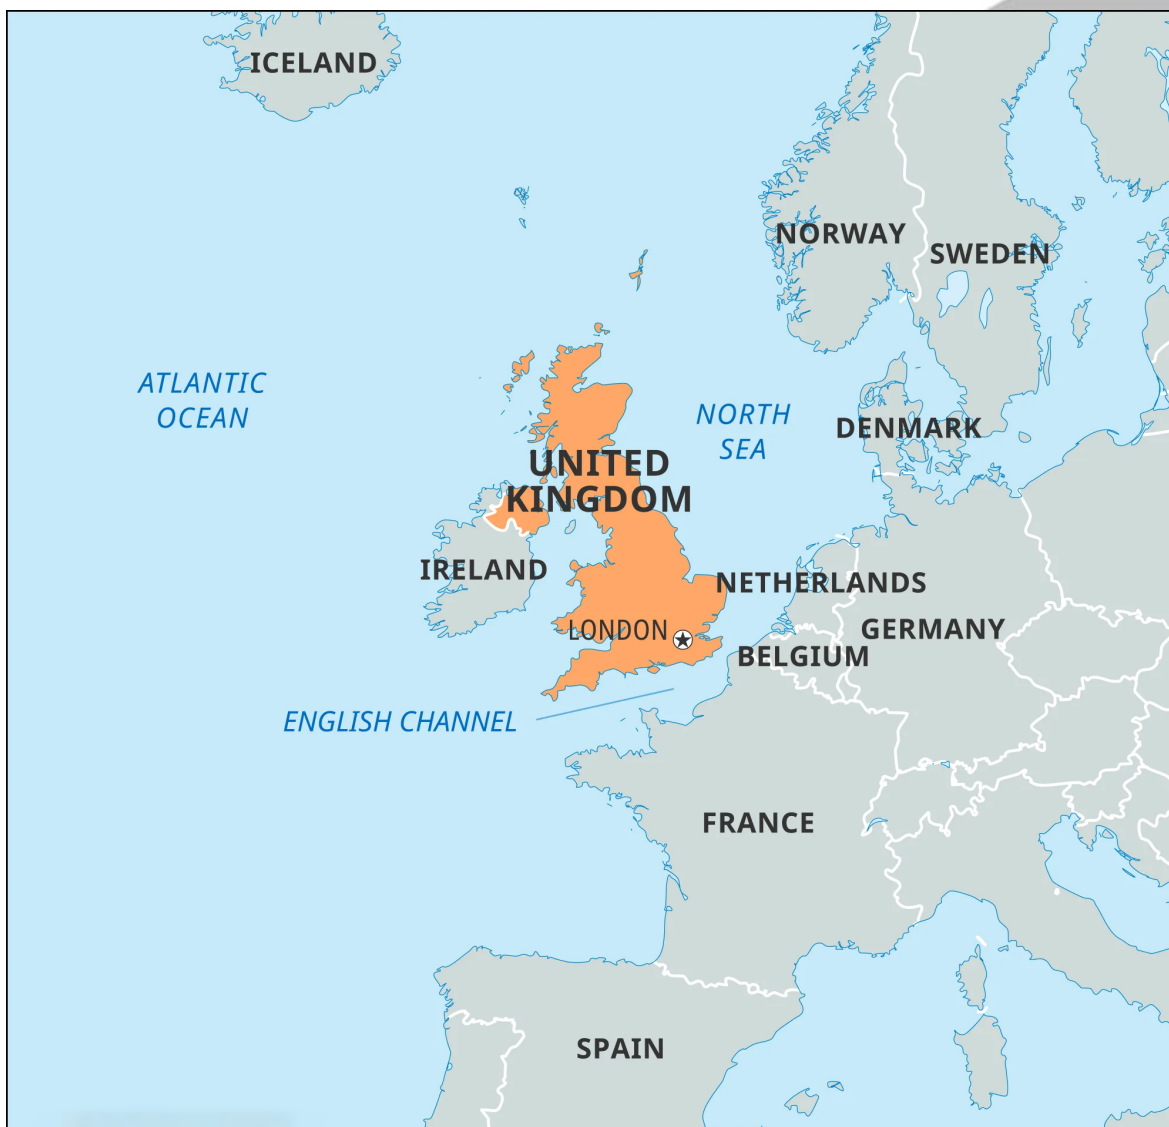 ICELAND
NORWAY
SWEDEN
ATLANTIC
OCEAN
NORTH
SEA
DENMARK
UNITED
KINGDOM
IRELAND
NETHERLANDS
LONDON
GERMANY
BELGIUM
ENGLISH CHANNEL
FRANCE
SPAIN